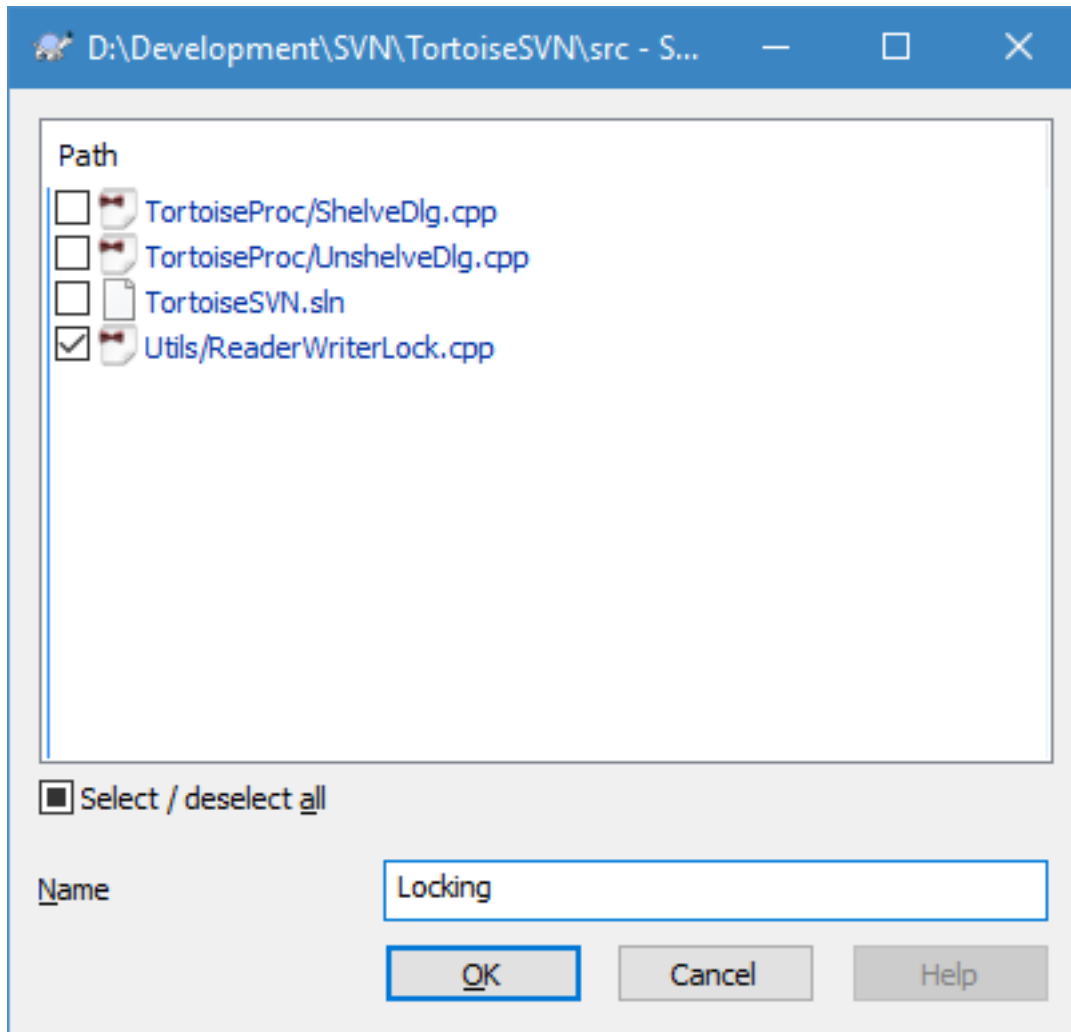 D:\Development\SVN\TortoiseSVN\src - S...
Path
TortoiseProc/ShelveDlg.cpp
TortoiseProc/UnshelveDlg.cpp
TortoiseSVN.sln
Utils/ReaderWriterLock.cpp
Select / deselect all
Name
Locking
OK
Cancel
Help